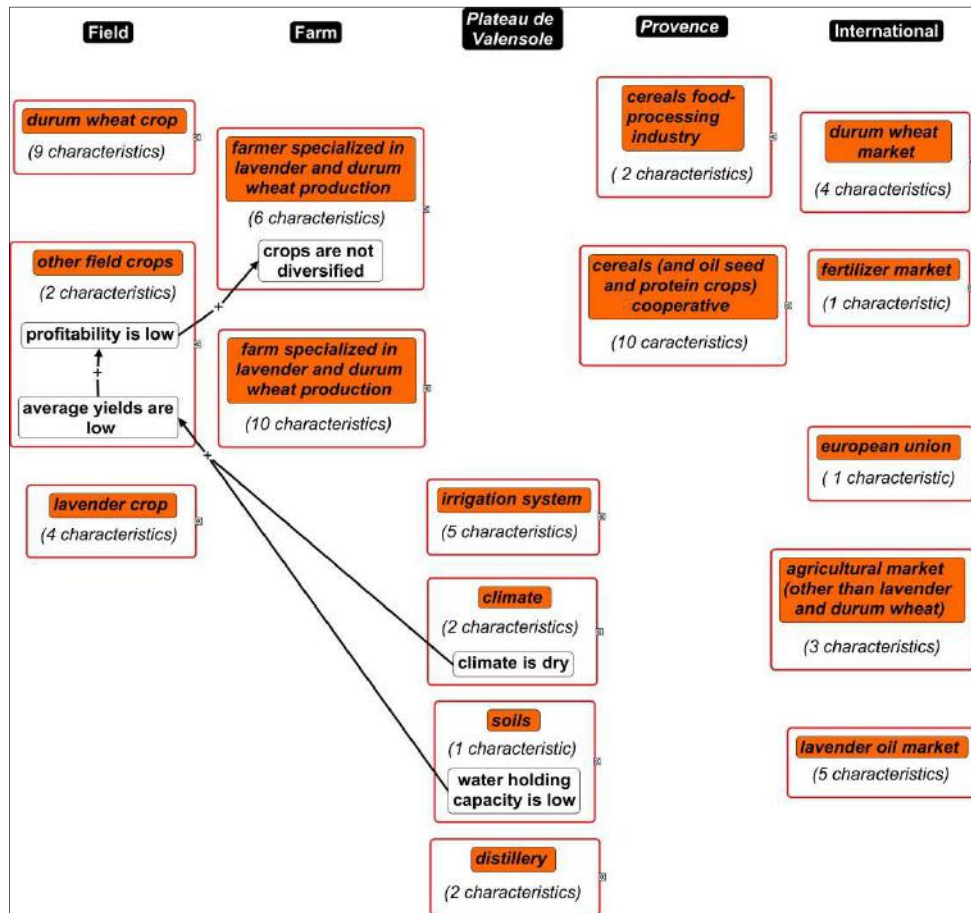 Field
Farm
Plateau de
Valensole
Provence
International
durum wheat crop
(9 characteristics)
other field crops
(2 characteristics)
profitability is low
+
average yields are
low
lavender crop
(4 characteristics)
farmer specialized in
lavender and durum
wheat production
(6 characteristics)
crops are not
diversified
+
farm specialized in
lavender and durum
wheat production
(10 characteristics)
+
irrigation system
(5 characteristics)
climate
(2 characteristics)
climate is dry
soils
(1 characteristic)
water holding
capacity is low
distillery
(2 characteristics)
cereals food-
processing
industry
( 2 characteristics)
cereals (and oil seed
and protein crops)
cooperative
(10 caracteristics)
durum wheat
market
(4 characteristics)
fertilizer market
(1 characteristic)
european union
( 1 characteristic)
agricultural market
(other than lavender
and durum wheat)
(3 characteristics)
lavender oil market
(5 characteristics)